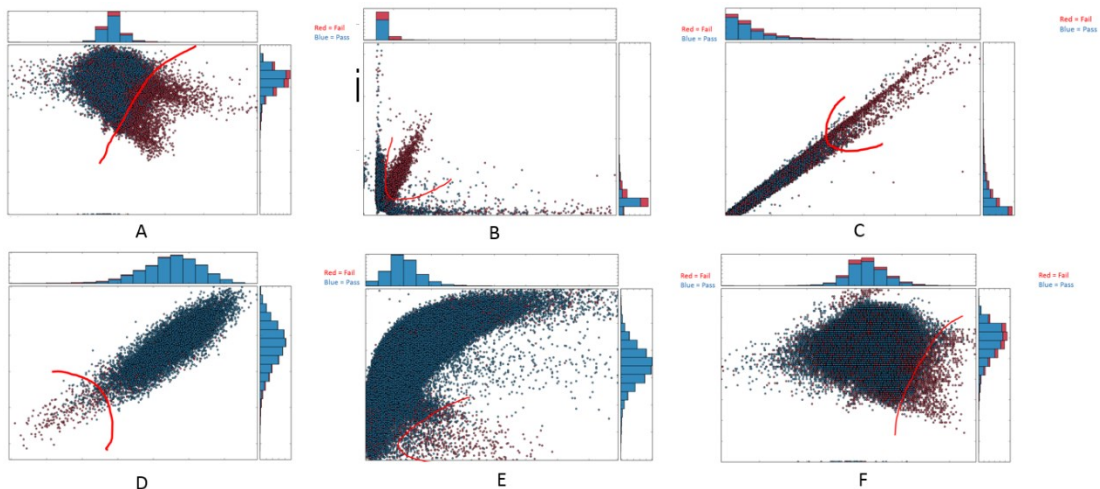 Red = Fail
Blue = Pass
Red = Fail
Blue = Pass
Red = Fail
Blue = Pass
A
B
C
Red = Fail
Blue = Pass
Red = Fail
Blue = Pass
Red = Fail
Blue = Pass
D
E
F